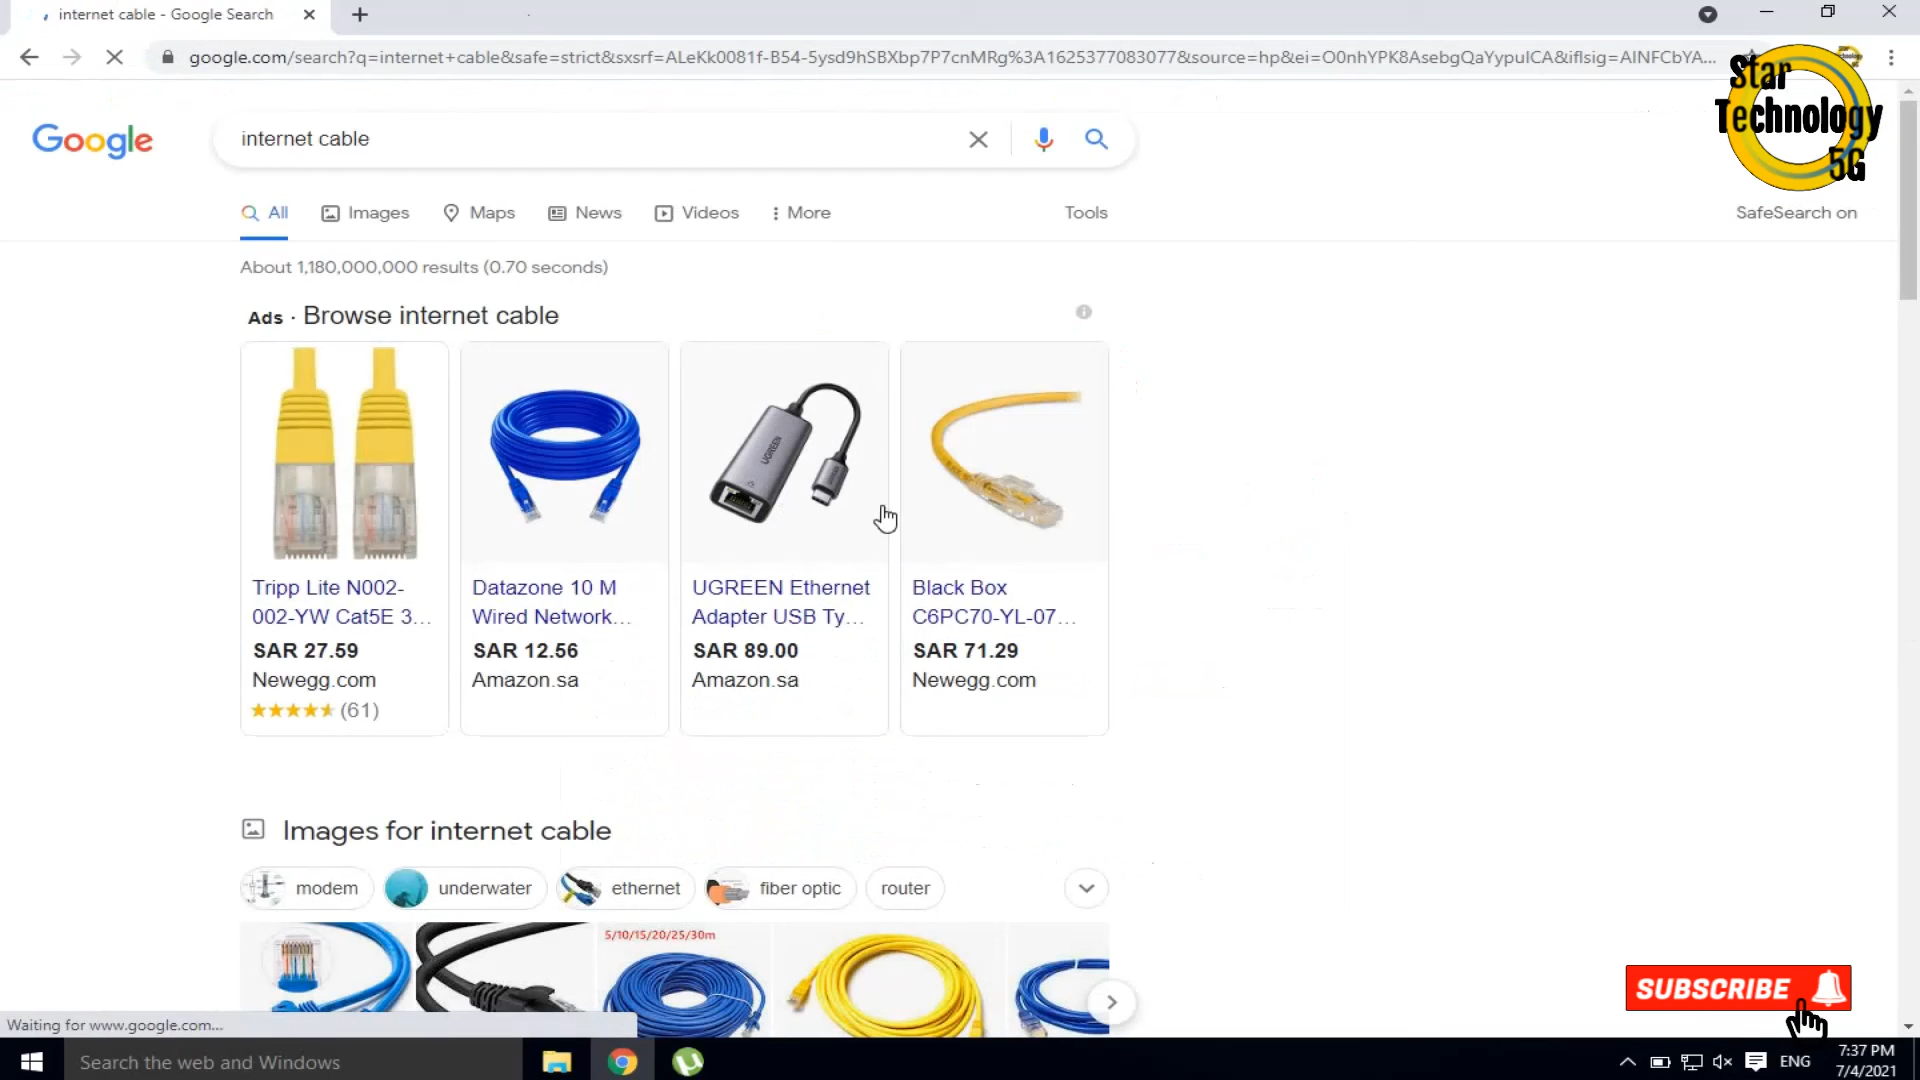 internet cable - Google Search
google.com/search?q=internet+cable&safe=strict&sxsrf=ALeKk0081f-B54-5ysd9hSBXbp7P7cnMRg%3A1625377083077&source=hp&ei=O0nhYPK8AsebgQaYypuICA&iflsig=AINFCbYA...
Star
Technology
5G
Google
internet cable
All
Images
Maps
News
Videos
More
Tools
SafeSearch on
About 1,180,000,000 results (0.70 seconds)
Ads · Browse internet cable
Tripp Lite N002-
002-YW Cat5E 3...
SAR 27.59
Newegg.com
(61)
Datazone 10 M
Wired Network...
SAR 12.56
Amazon.sa
UGREEN
UGREEN Ethernet
Adapter USB Ty...
SAR 89.00
Amazon.sa
Black Box
C6PC70-YL-07...
SAR 71.29
Newegg.com
Images for internet cable
modem
underwater
ethernet
fiber optic
router
5/10/15/20/25/30m
SUBSCRIBE
Waiting for www.google.com...
Search the web and Windows
ENG
7:37 PM
7/4/2021